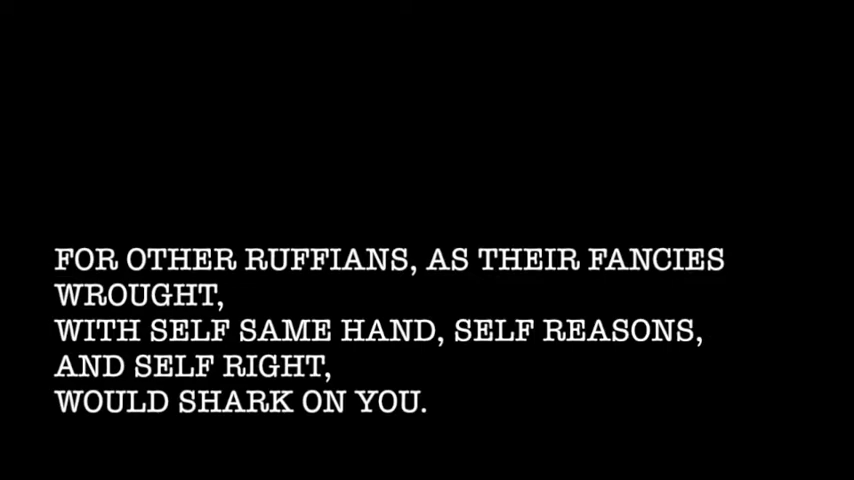 FOR OTHER RUFFIANS, AS THEIR FANCIES
WROUGHT,
WITH SELF SAME HAND, SELF REASONS,
AND SELF RIGHT,
WOULD SHARK ON YOU.